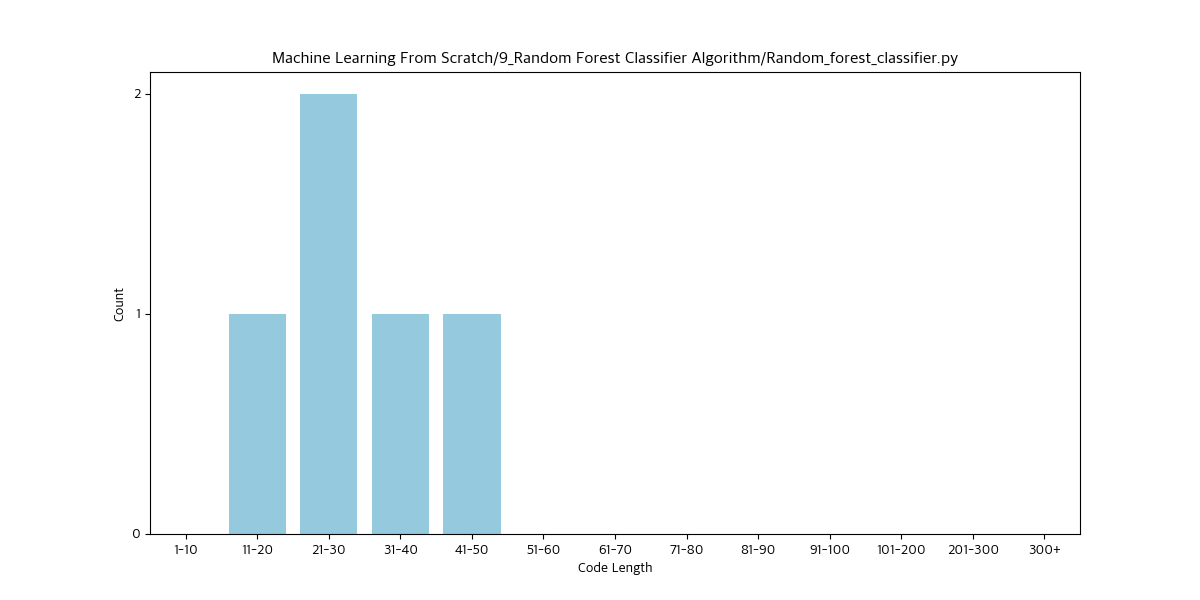 Machine Learning From Scratch/9_Random Forest Classifier Algorithm/Random_forest_classifier.py
2
1
0
Count
1-10 11-20 21-30 31-40 41-50 51-60 61-70 71-80 81-90 91-100 101-200 201-300 300+
Code Length